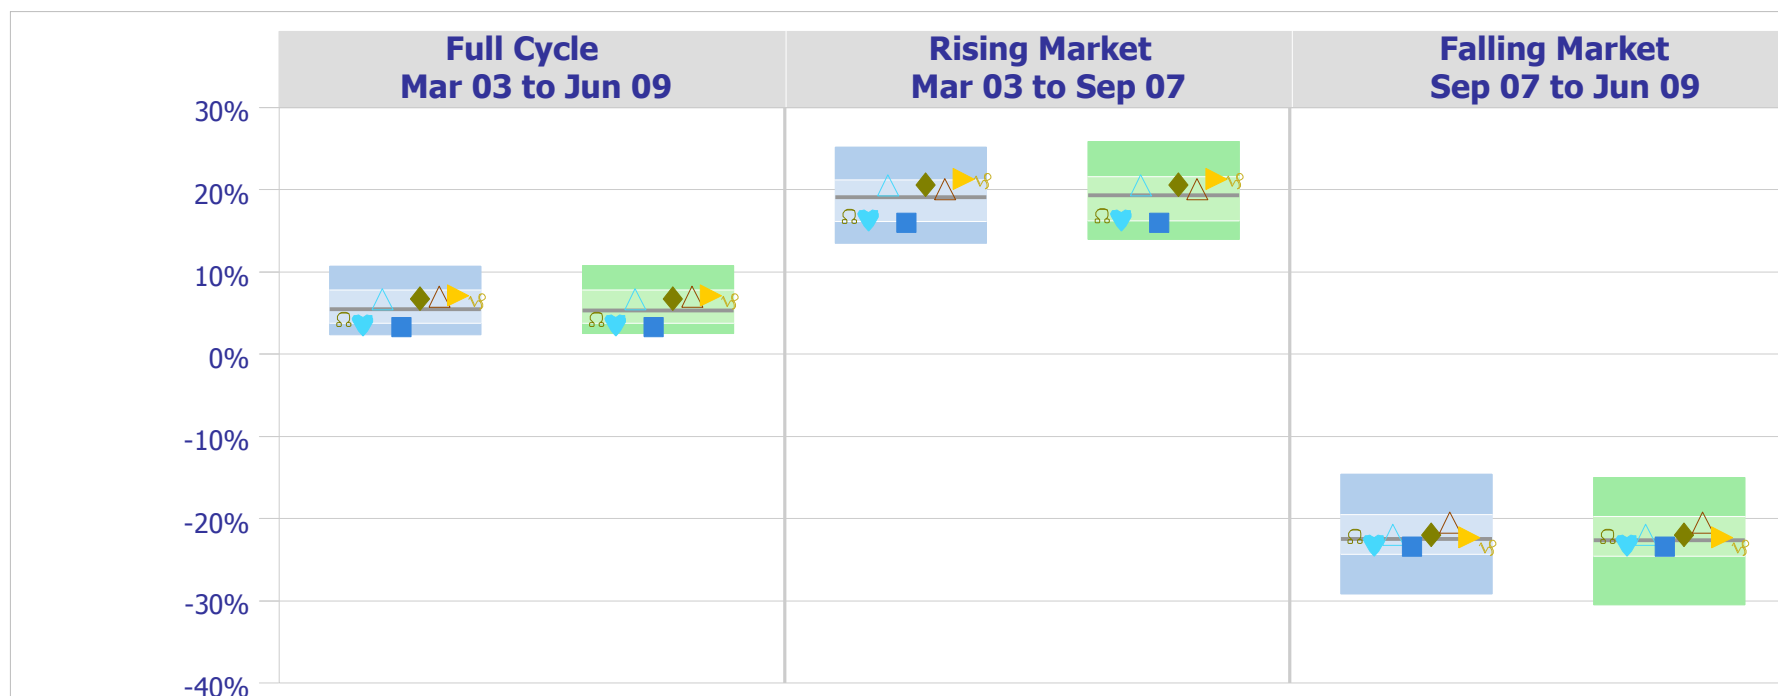 Full Cycle
Mar 03 to Jun 09
Rising Market
Mar 03 to Sep 07
Falling Market
Sep 07 to Jun 09
30%
20%
10%
0%
-10%
-20%
-30%
-40%